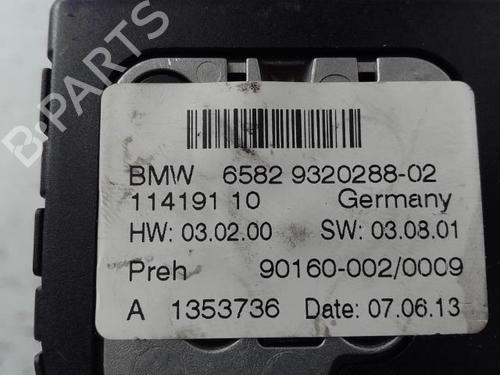 B-PARTS
BMW 6582 9320288-02
114191 10 Germany
HW: 03.02.00 SW: 03.08.01
Preh 90160-002/0009
A 1353736 Date: 07.06.13